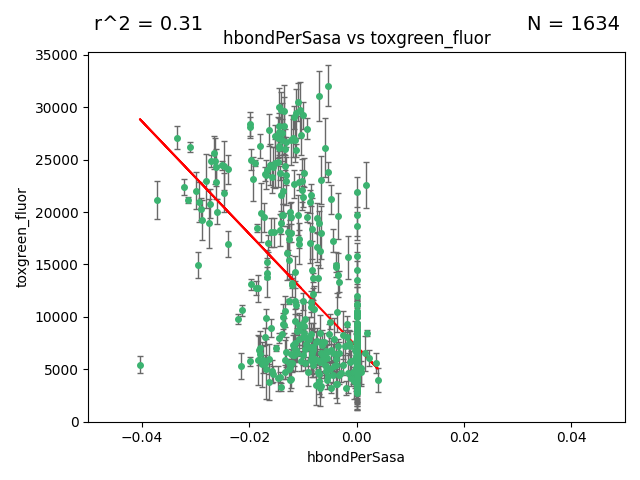 r^2 = 0.31
N = 1634
hbondPerSasa vs toxgreen_fluor
35000
30000
25000
20000
15000
10000
5000
0
toxgreen_fluor
−0.04
−0.02
0.00
0.02
0.04
hbondPerSasa